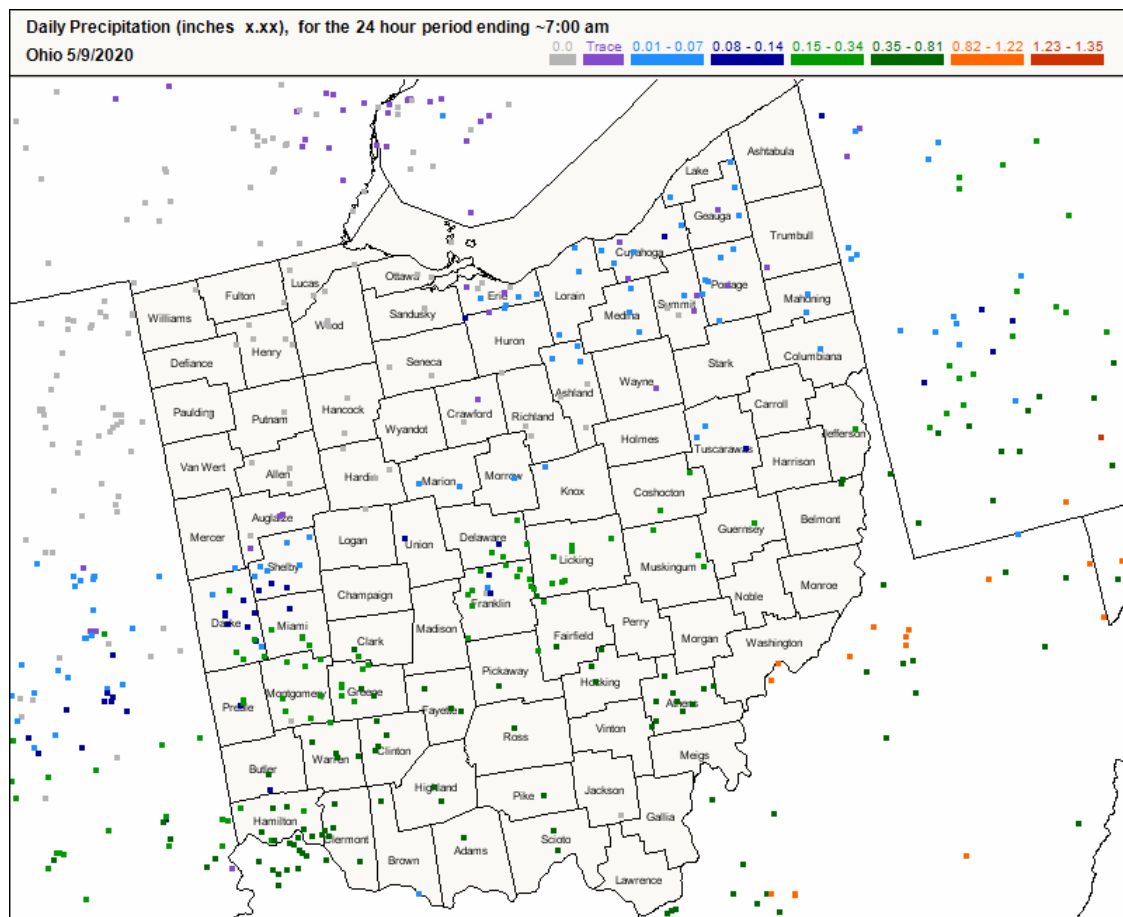 Daily Precipitation (inches x.xx), for the 24 hour period ending ~7:00 am
Ohio 5/9/2020
0.0 Trace 0.01 - 0.07 0.08 - 0.14 0.15 - 0.34 0.35 - 0.81 0.82 - 1.22 1.23 - 1.35
Ashtabula
Lake
Geauga
Trumbull
Cuyahoga
Lucas Ottawa
Fulton Erie Lorain Portage
Williams Sandusky Medina Summit Mahoning
Wood Huron
Defiance Henry Seneca Stark Columbiana
Wayne
Ashland
Paulding Putnam Hancock Crawford Richland Carroll
Wyandot Holmes Jefferson
Van Wert Allen Hardin Marion Morrow Tuscarawas Harrison
Knox Coshocton
Mercer Auglaize Logan Union Delaware Guernsey Belmont
Shelby Licking Muskingum
Champaign Monroe
Noble
Darke Miami Madison Franklin Perry
Clark Fairfield Morgan Washington
Pickaway
Preble Montgomery Greene Hocking Athens
Fayette
Ross Vinton
Butler Warren Clinton Meigs
Highland Pike Jackson
Hamilton Gallia
Clermont Scioto
Brown Adams
Lawrence